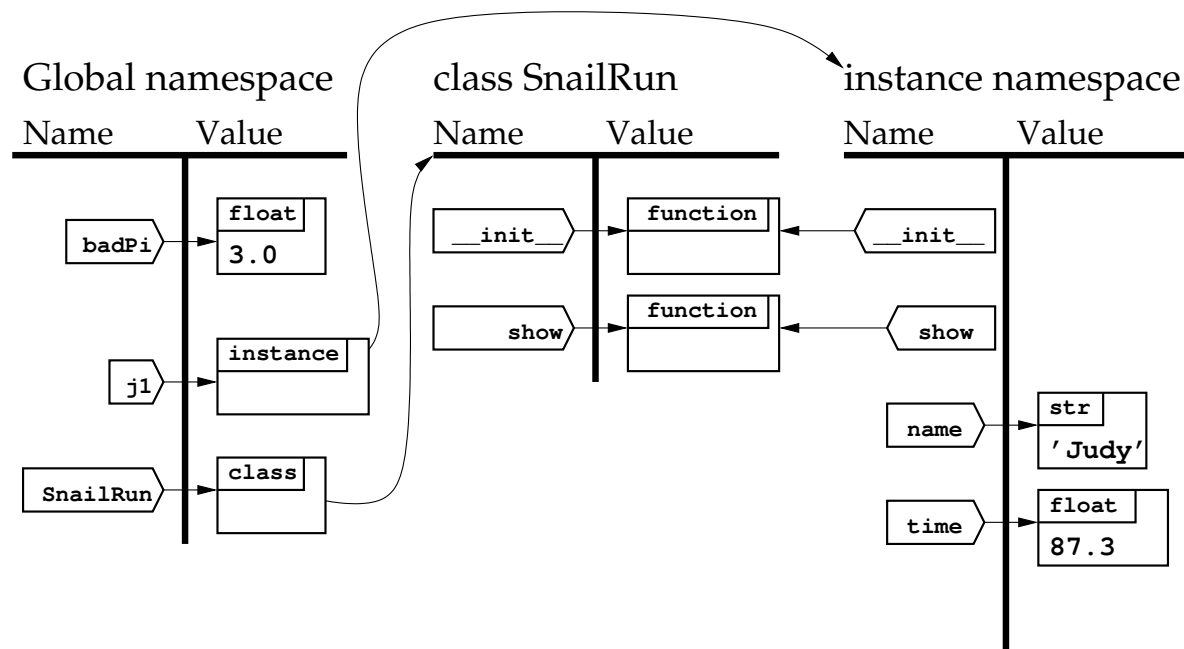 Global namespace
class SnailRun
instance namespace
Name Value
Name Value
Name Value
badPi
float
3.0
j1
instance
SnailRun
class
__init__
function
show
function
__init__
show
name
str
'Judy'
time
float
87.3